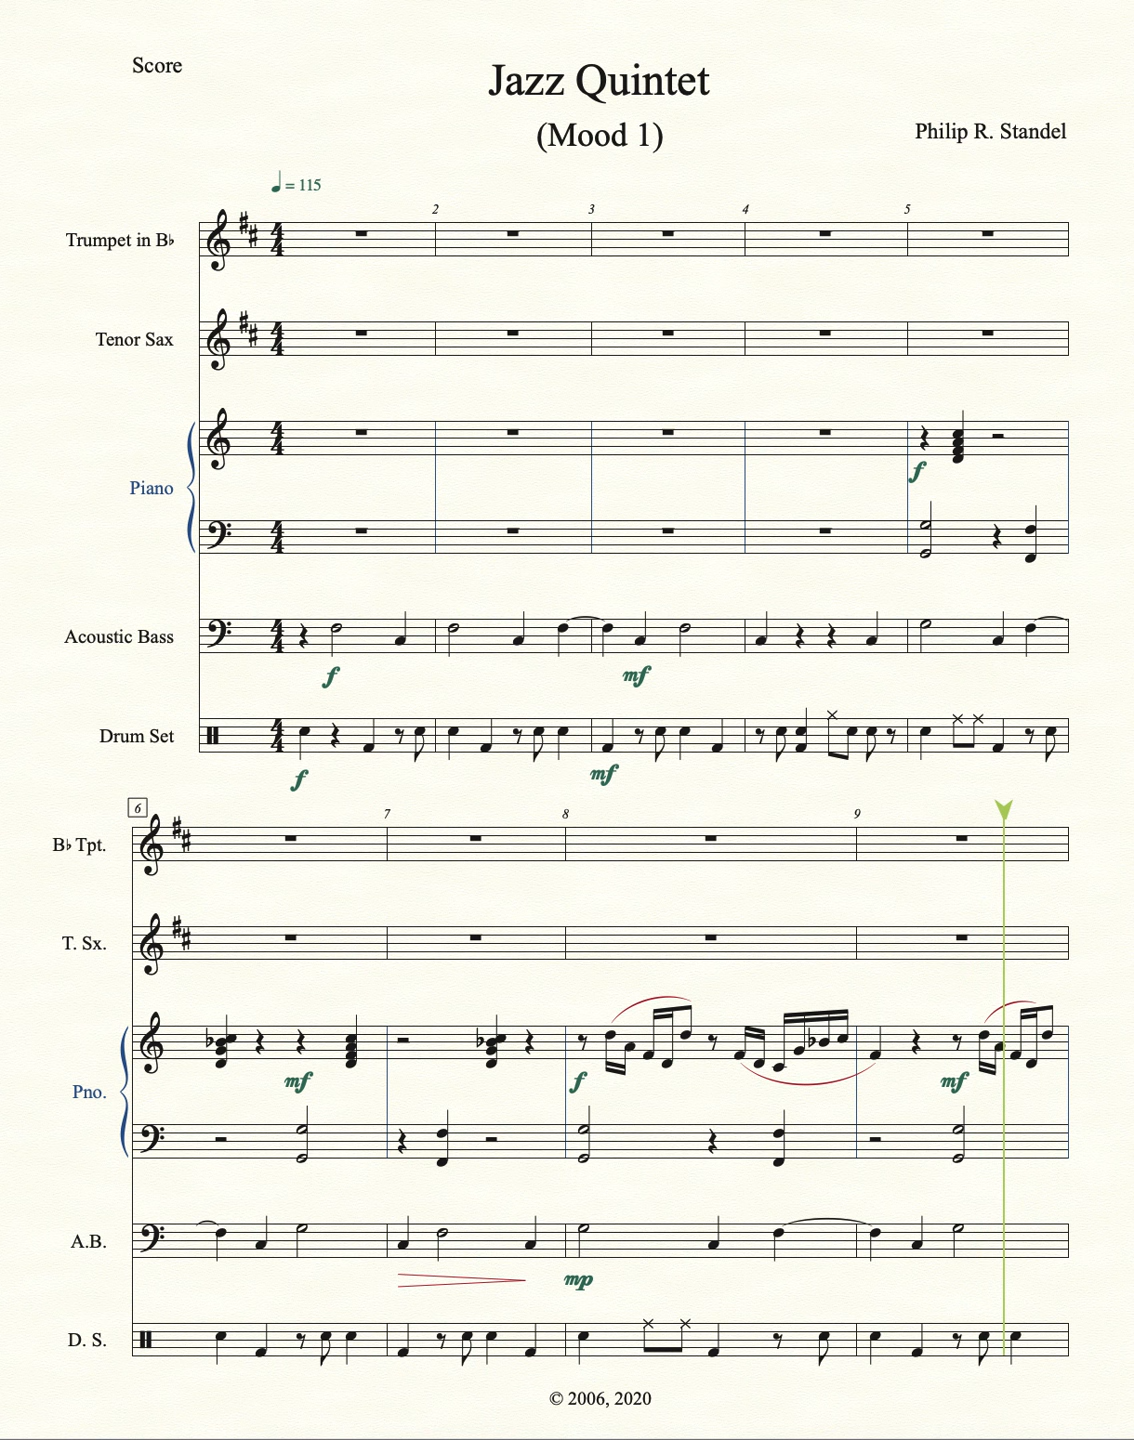 Score
Jazz Quintet
(Mood 1)
Philip R. Standel
♩ = 115
2 3 4 5
Trumpet in B♭
Tenor Sax
f
Piano
Acoustic Bass
f mf
Drum Set
f mf
6 7 8 9
B♭ Tpt.
T. Sx.
mf f mf
Pno.
A.B.
mp
D. S.
© 2006, 2020